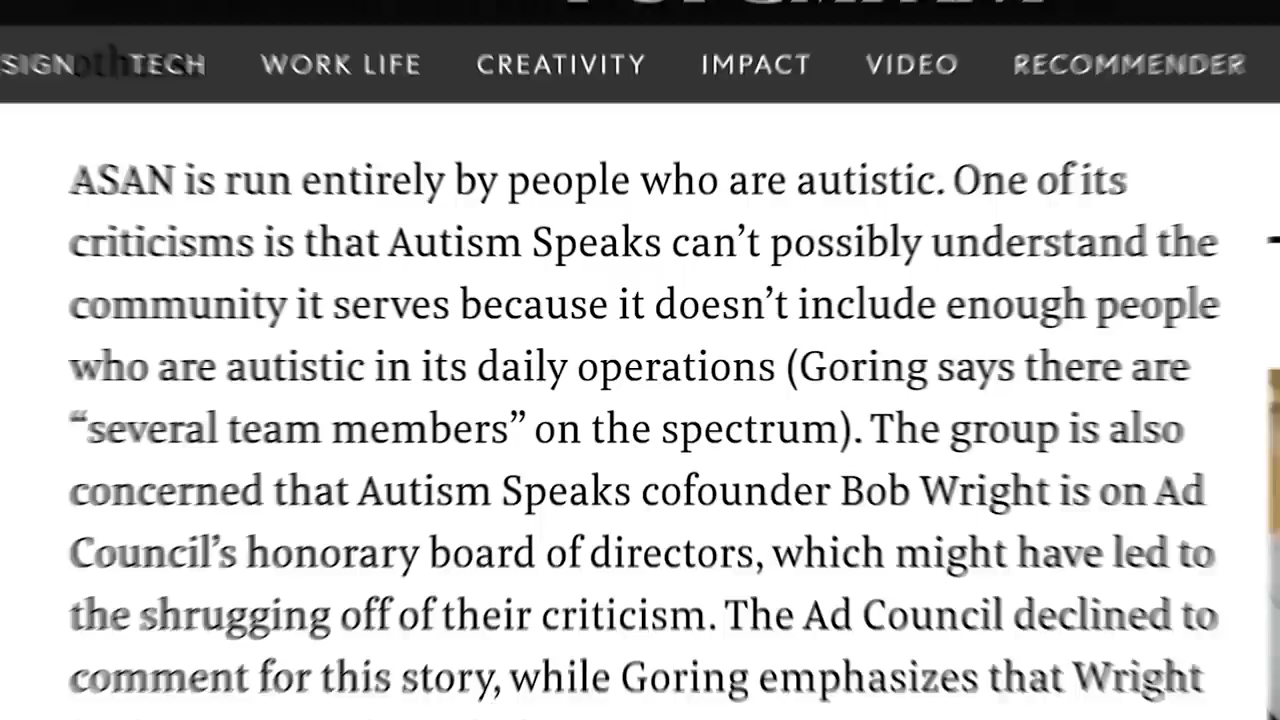 TECH WORK LIFE CREATIVITY IMPACT VIDEO RECOMMENDER
ASAN is run entirely by people who are autistic. One of its
criticisms is that Autism Speaks can’t possibly understand the
community it serves because it doesn’t include enough people
who are autistic in its daily operations (Goring says there are
“several team members” on the spectrum). The group is also
concerned that Autism Speaks cofounder Bob Wright is on Ad
Council’s honorary board of directors, which might have led to
the shrugging off of their criticism. The Ad Council declined to
comment for this story, while Goring emphasizes that Wright